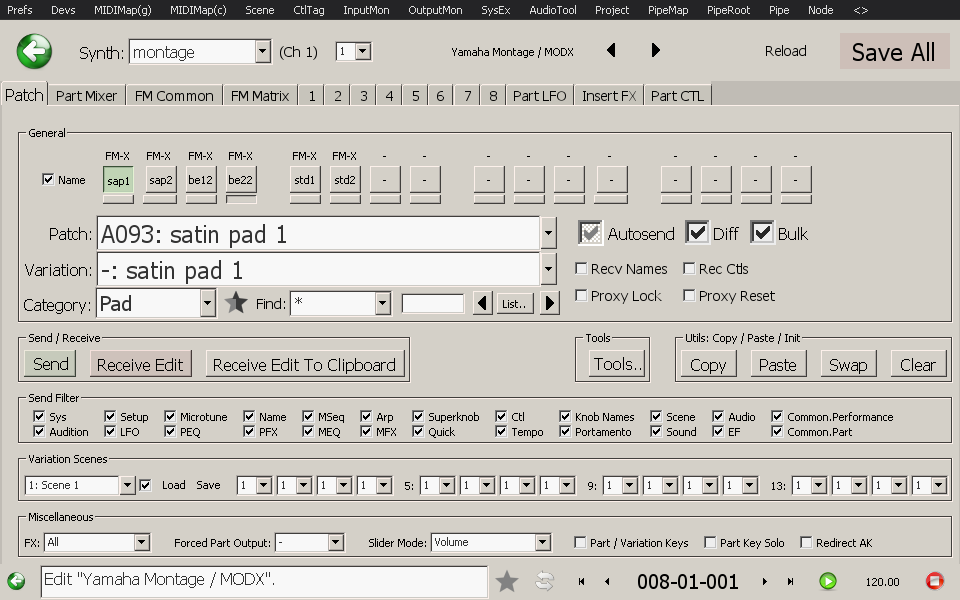 Prefs Devs MIDIMap(g) MIDIMap(c) Scene CtlTag InputMon OutputMon SysEx AudioTool Project PipeMap PipeRoot Pipe Node <>
Synth: montage (Ch 1) 1 Yamaha Montage / MODX Reload Save All
Patch Part Mixer FM Common FM Matrix 1 2 3 4 5 6 7 8 Part LFO Insert FX Part CTL
General
FM-X FM-X FM-X FM-X FM-X FM-X - - - - - - - - - -
Name sap1 sap2 be12 be22 std1 std2 - - - - - - - - - -
Patch: A093: satin pad 1 Autosend Diff Bulk
Variation: -: satin pad 1 Recv Names Rec Ctls
Category: Pad Find: * List.. Proxy Lock Proxy Reset
Send / Receive Tools Utils: Copy / Paste / Init
Send Receive Edit Receive Edit To Clipboard Tools.. Copy Paste Swap Clear
Send Filter
Sys Setup Microtune Name MSeq Arp Superknob Ctl Knob Names Scene Audio Common.Performance
Audition LFO PEQ PFX MEQ MFX Quick Tempo Portamento Sound EF Common.Part
Variation Scenes
1: Scene 1 Load Save 1 1 1 1 5: 1 1 1 1 9: 1 1 1 1 13: 1 1 1 1
Miscellaneous
FX: All Forced Part Output: - Slider Mode: Volume Part / Variation Keys Part Key Solo Redirect AK
Edit "Yamaha Montage / MODX". 008-01-001 120.00